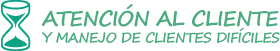 ATENCIÓN AL CLIENTE
Y MANEJO DE CLIENTES DIFÍCILES